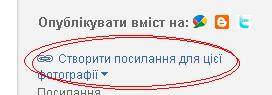 Опублікувати вміст на:
Створити посилання для цієї
фотографії
Посилання